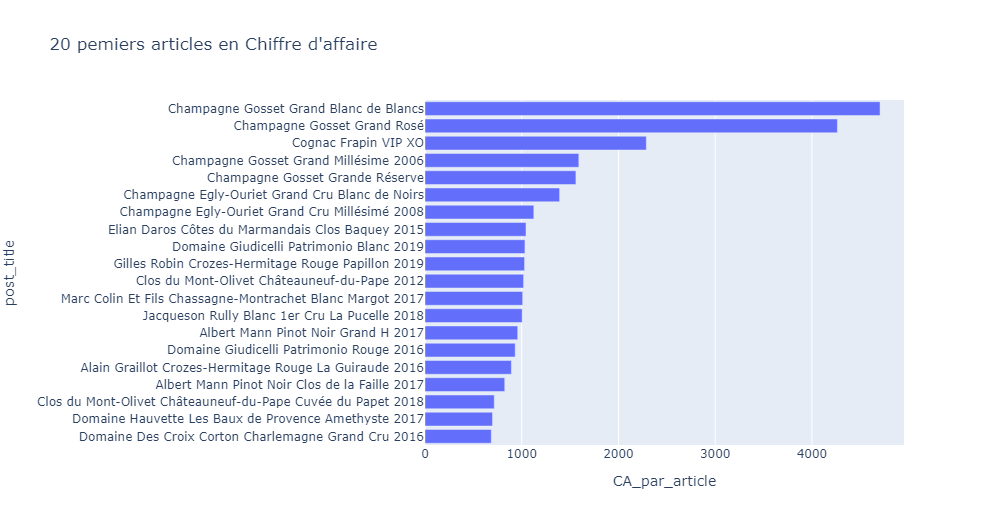 20 pemiers articles en Chiffre d'affaire
Champagne Gosset Grand Blanc de Blancs
Champagne Gosset Grand Rosé
Cognac Frapin VIP XO
Champagne Gosset Grand Millésime 2006
Champagne Gosset Grande Réserve
Champagne Egly-Ouriet Grand Cru Blanc de Noirs
Champagne Egly-Ouriet Grand Cru Millésimé 2008
Elian Daros Côtes du Marmandais Clos Baquey 2015
Domaine Giudicelli Patrimonio Blanc 2019
Gilles Robin Crozes-Hermitage Rouge Papillon 2019
Clos du Mont-Olivet Châteauneuf-du-Pape 2012
Marc Colin Et Fils Chassagne-Montrachet Blanc Margot 2017
Jacqueson Rully Blanc 1er Cru La Pucelle 2018
Albert Mann Pinot Noir Grand H 2017
Domaine Giudicelli Patrimonio Rouge 2016
Alain Graillot Crozes-Hermitage Rouge La Guiraude 2016
Albert Mann Pinot Noir Clos de la Faille 2017
Clos du Mont-Olivet Châteauneuf-du-Pape Cuvée du Papet 2018
Domaine Hauvette Les Baux de Provence Amethyste 2017
Domaine Des Croix Corton Charlemagne Grand Cru 2016
post_title
0 1000 2000 3000 4000
CA_par_article